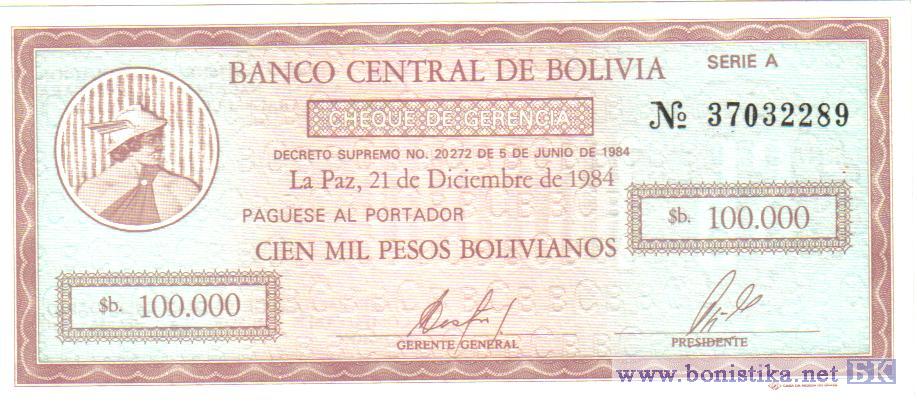 BANCO CENTRAL DE BOLIVIA
SERIE A
CHEQUE DE GERENCIA
№ 37032289
DECRETO SUPREMO NO. 20272 DE 5 DE JUNIO DE 1984
La Paz, 21 de Diciembre de 1984
PAGUESE AL PORTADOR
$b. 100.000
CIEN MIL PESOS BOLIVIANOS
$b. 100.000
GERENTE GENERAL
PRESIDENTE
www.bonistika.net БК